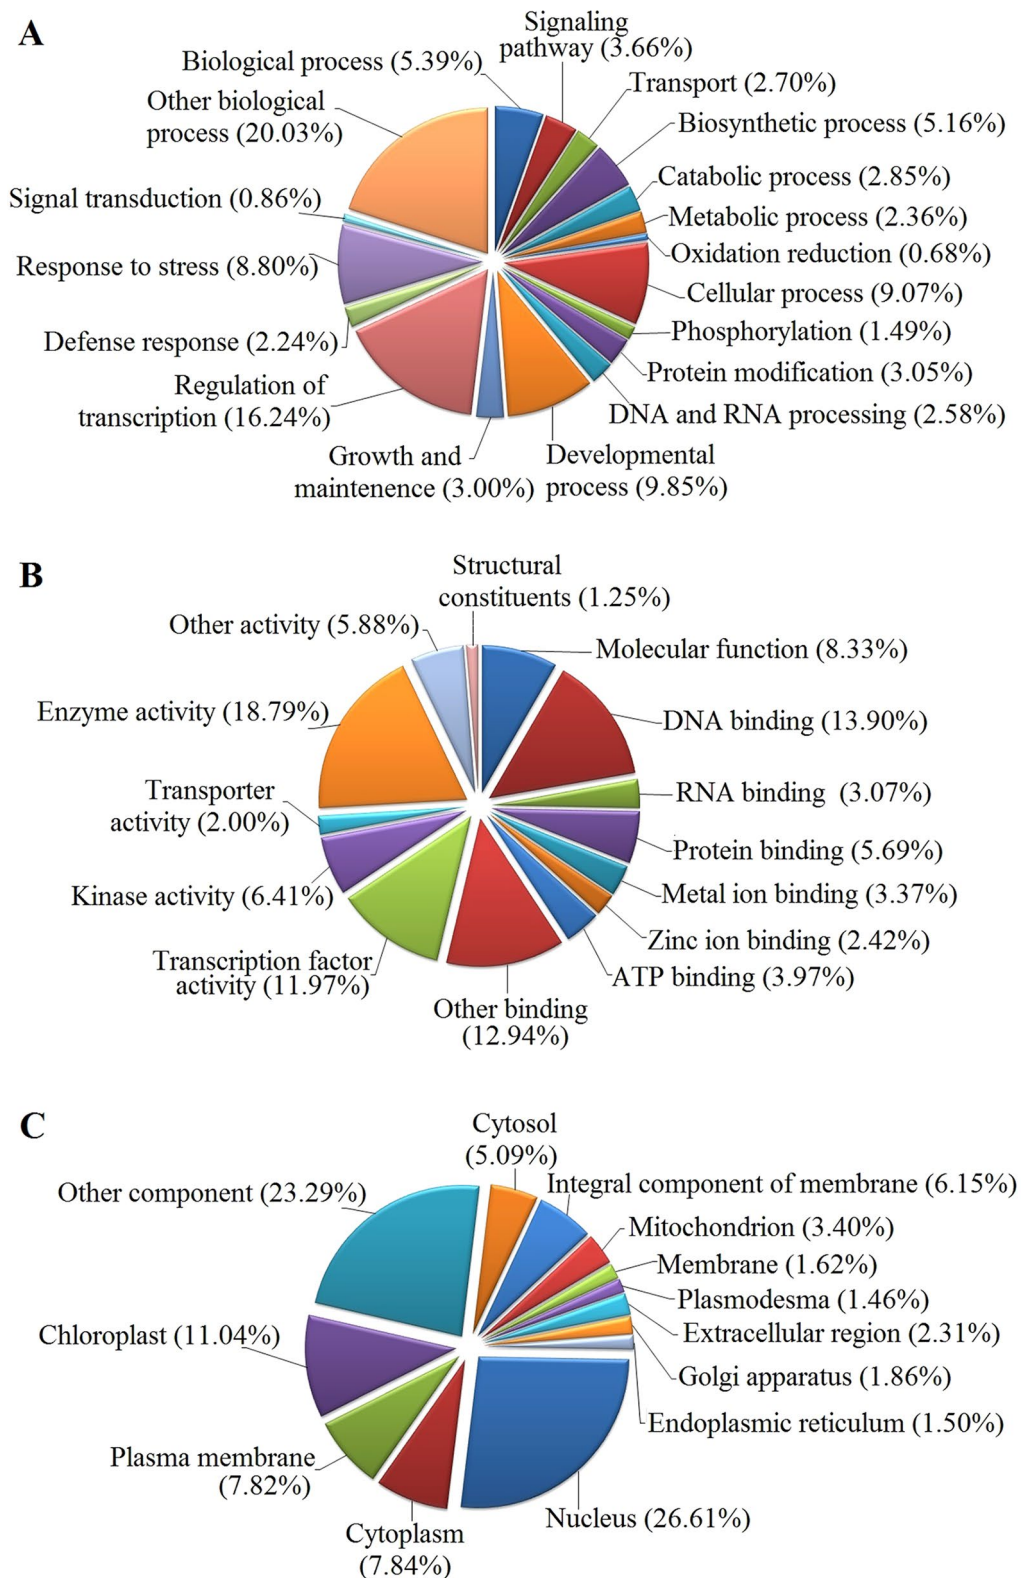 A
Signaling
pathway (3.66%)
Biological process (5.39%)
Transport (2.70%)
Other biological
process (20.03%)
Biosynthetic process (5.16%)
Catabolic process (2.85%)
Signal transduction (0.86%)
Metabolic process (2.36%)
Oxidation reduction (0.68%)
Response to stress (8.80%)
Cellular process (9.07%)
Phosphorylation (1.49%)
Defense response (2.24%)
Protein modification (3.05%)
Regulation of
transcription (16.24%)
DNA and RNA processing (2.58%)
Growth and
maintenence (3.00%)
Developmental
process (9.85%)
B
Structural
constituents (1.25%)
Other activity (5.88%)
Molecular function (8.33%)
Enzyme activity (18.79%)
DNA binding (13.90%)
Transporter
activity (2.00%)
RNA binding (3.07%)
Protein binding (5.69%)
Kinase activity (6.41%)
Metal ion binding (3.37%)
Zinc ion binding (2.42%)
Transcription factor
activity (11.97%)
ATP binding (3.97%)
Other binding
(12.94%)
C
Cytosol
(5.09%)
Integral component of membrane (6.15%)
Other component (23.29%)
Mitochondrion (3.40%)
Membrane (1.62%)
Plasmodesma (1.46%)
Chloroplast (11.04%)
Extracellular region (2.31%)
Golgi apparatus (1.86%)
Endoplasmic reticulum (1.50%)
Plasma membrane
(7.82%)
Nucleus (26.61%)
Cytoplasm
(7.84%)